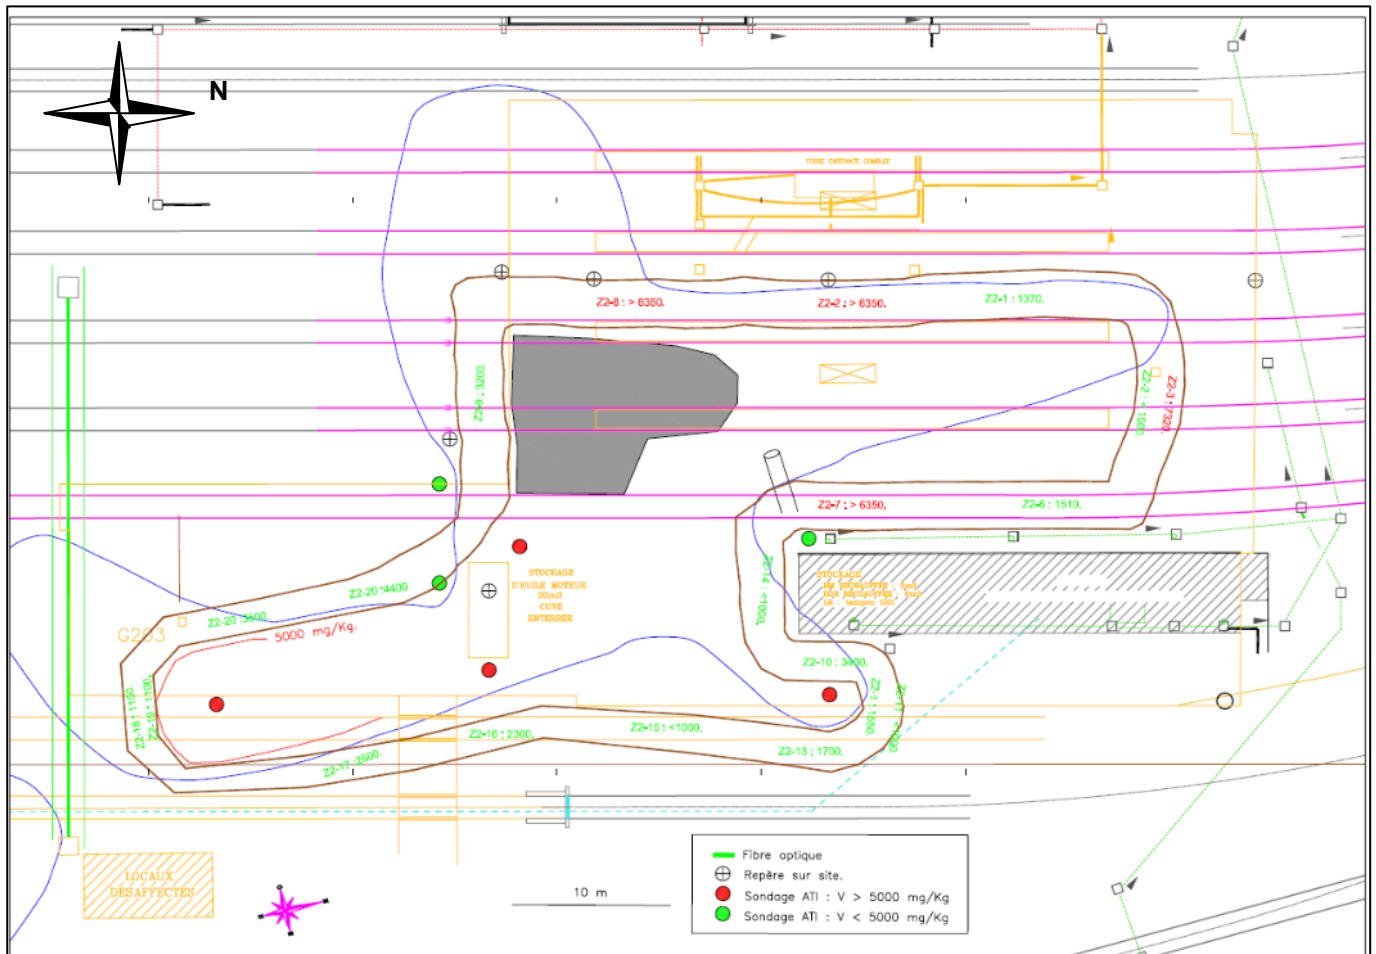 N
FOSSE EXISTANTE COMBLEE
Z2-8 : > 6350.
Z2-2 : > 6350.
Z2-1 : 1370.
Z2-9 : 3200.
Z2-2 : < 1000.
Z2-3 : 7320.
Z2-7 : > 6350.
Z2-6 : 1510.
Z2-14 : <1000.
STOCKAGE
D'HUILE MOTEUR
30m3
CUVE
ENTERREE
STOCKAGE
Z2-20 :4400
Z2-20 :3500.
G203
5000 mg/Kg.
Z2-10 : 3400.
Z2-18 : 1150.
Z2-19 : 1100.
Z2-16 : 2300.
Z2-15 : <1000.
Z2-13 : 1700.
Z2-17 :2600.
LOCAUX
DESAFFECTES
10 m
Fibre optique
Repère sur site.
Sondage ATI : V > 5000 mg/Kg
Sondage ATI : V < 5000 mg/Kg